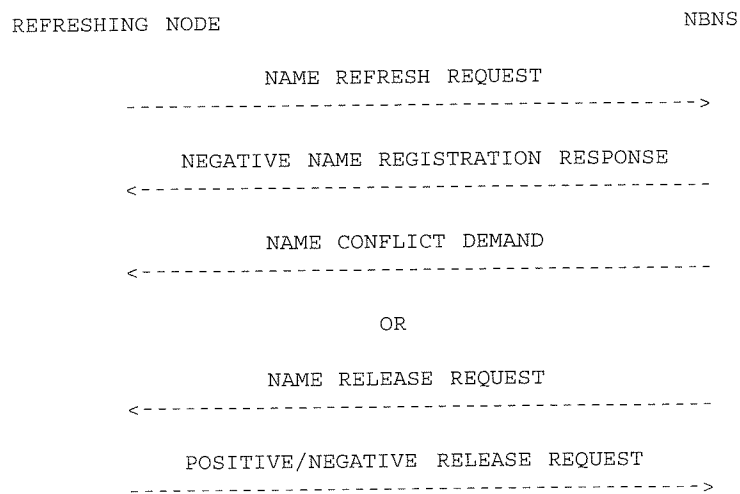 REFRESHING NODE NBNS
NAME REFRESH REQUEST
----------------------------------------->
NEGATIVE NAME REGISTRATION RESPONSE
<-----------------------------------------
NAME CONFLICT DEMAND
<-----------------------------------------
OR
NAME RELEASE REQUEST
<-----------------------------------------
POSITIVE/NEGATIVE RELEASE REQUEST
----------------------------------------->